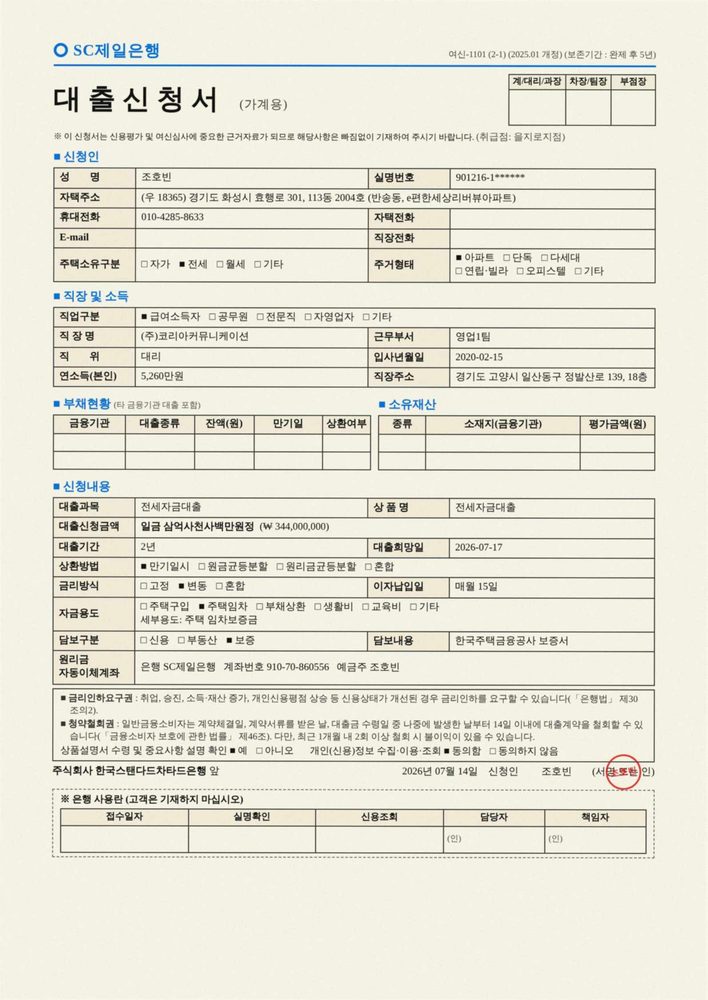 SC제일은행
여신-1101 (2-1) (2025.01 개정) (보존기간 : 완제 후 5년)
대출신청서 (가계용)
계/대리/과장 차장/팀장 부점장
※ 이 신청서는 신용평가 및 여신심사에 중요한 근거자료가 되므로 해당사항은 빠짐없이 기재하여 주시기 바랍니다. (취급점: 을지로지점)
■ 신청인
성 명 조호빈 실명번호 901216-1******
자택주소 (우 18365) 경기도 화성시 효행로 301, 113동 2004호 (반송동, e편한세상리버뷰아파트)
휴대전화 010-4285-8633 자택전화
E-mail 직장전화
주택소유구분 □ 자가 ■ 전세 □ 월세 □ 기타 주거형태 ■ 아파트 □ 단독 □ 다세대
□ 연립·빌라 □ 오피스텔 □ 기타
■ 직장 및 소득
직업구분 ■ 급여소득자 □ 공무원 □ 전문직 □ 자영업자 □ 기타
직 장 명 (주)코리아커뮤니케이션 근무부서 영업1팀
직 위 대리 입사년월일 2020-02-15
연소득(본인) 5,260만원 직장주소 경기도 고양시 일산동구 정발산로 139, 18층
■ 부채현황 (타 금융기관 대출 포함)
금융기관 대출종류 잔액(원) 만기일 상환여부
■ 소유재산
종류 소재지(금융기관) 평가금액(원)
■ 신청내용
대출과목 전세자금대출 상 품 명 전세자금대출
대출신청금액 일금 삼억사천사백만원정 (₩ 344,000,000)
대출기간 2년 대출희망일 2026-07-17
상환방법 ■ 만기일시 □ 원금균등분할 □ 원리금균등분할 □ 혼합
금리방식 □ 고정 ■ 변동 □ 혼합 이자납입일 매월 15일
자금용도 □ 주택구입 ■ 주택임차 □ 부채상환 □ 생활비 □ 교육비 □ 기타
세부용도: 주택 임차보증금
담보구분 □ 신용 □ 부동산 ■ 보증 담보내용 한국주택금융공사 보증서
원리금
자동이체계좌 은행 SC제일은행 계좌번호 910-70-860556 예금주 조호빈
■ 금리인하요구권 : 취업, 승진, 소득·재산 증가, 개인신용평점 상승 등 신용상태가 개선된 경우 금리인하를 요구할 수 있습니다(「은행법」 제30
조의2).
■ 청약철회권 : 일반금융소비자는 계약체결일, 계약서류를 받은 날, 대출금 수령일 중 나중에 발생한 날부터 14일 이내에 대출계약을 철회할 수 있
습니다(「금융소비자 보호에 관한 법률」 제46조). 다만, 최근 1개월 내 2회 이상 철회 시 불이익이 있을 수 있습니다.
상품설명서 수령 및 중요사항 설명 확인 ■ 예 □ 아니오 개인(신용)정보 수집·이용·조회 ■ 동의함 □ 동의하지 않음
주식회사 한국스탠다드차타드은행 앞 2026년 07월 14일 신청인 조호빈 (서명 또는 인)
※ 은행 사용란 (고객은 기재하지 마십시오)
접수일자 실명확인 신용조회 담당자 책임자
(인) (인)